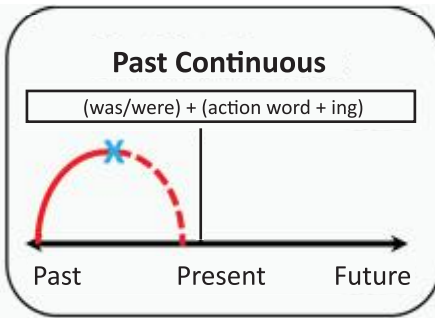 Past Continuous
(was/were) + (action word + ing)
Past Present Future